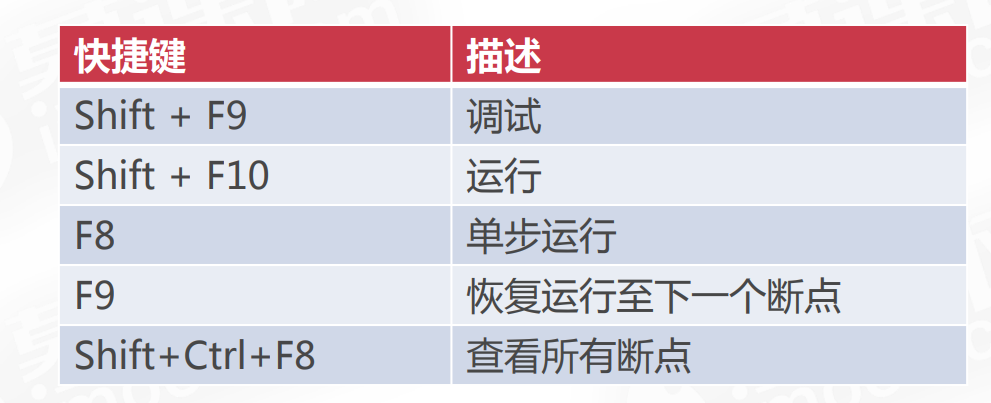 快捷键 描述
Shift + F9 调试
Shift + F10 运行
F8 单步运行
F9 恢复运行至下一个断点
Shift+Ctrl+F8 查看所有断点